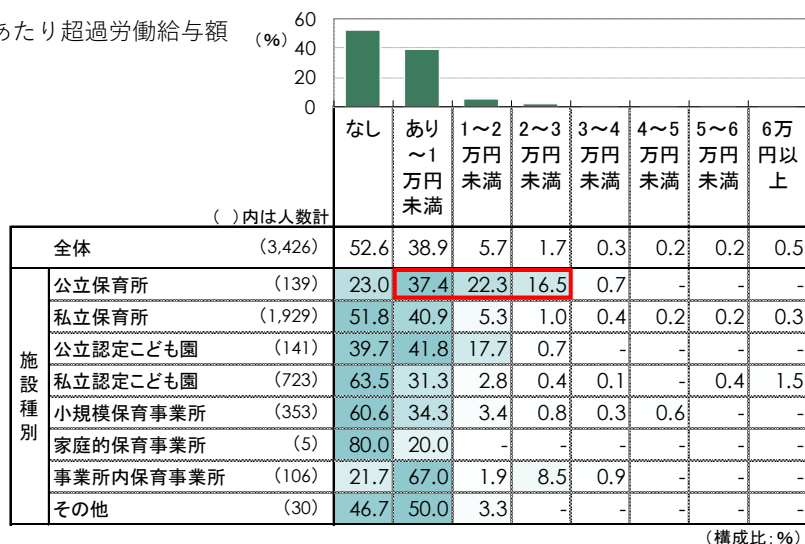 あたり超過労働給与額
(%)
60
40
20
0
なし
あり～1万円未満
1～2万円未満
2～3万円未満
3～4万円未満
4～5万円未満
5～6万円未満
6万円以上
( )内は人数計
全体 (3,426) 52.6 38.9 5.7 1.7 0.3 0.2 0.2 0.5
施設種別
公立保育所 (139) 23.0 37.4 22.3 16.5 0.7 - - -
私立保育所 (1,929) 51.8 40.9 5.3 1.0 0.4 0.2 0.2 0.3
公立認定こども園 (141) 39.7 41.8 17.7 0.7 - - - -
私立認定こども園 (723) 63.5 31.3 2.8 0.4 0.1 - 0.4 1.5
小規模保育事業所 (353) 60.6 34.3 3.4 0.8 0.3 0.6 - -
家庭的保育事業所 (5) 80.0 20.0 - - - - - -
事業所内保育事業所 (106) 21.7 67.0 1.9 8.5 0.9 - - -
その他 (30) 46.7 50.0 3.3 - - - - -
(構成比:%)